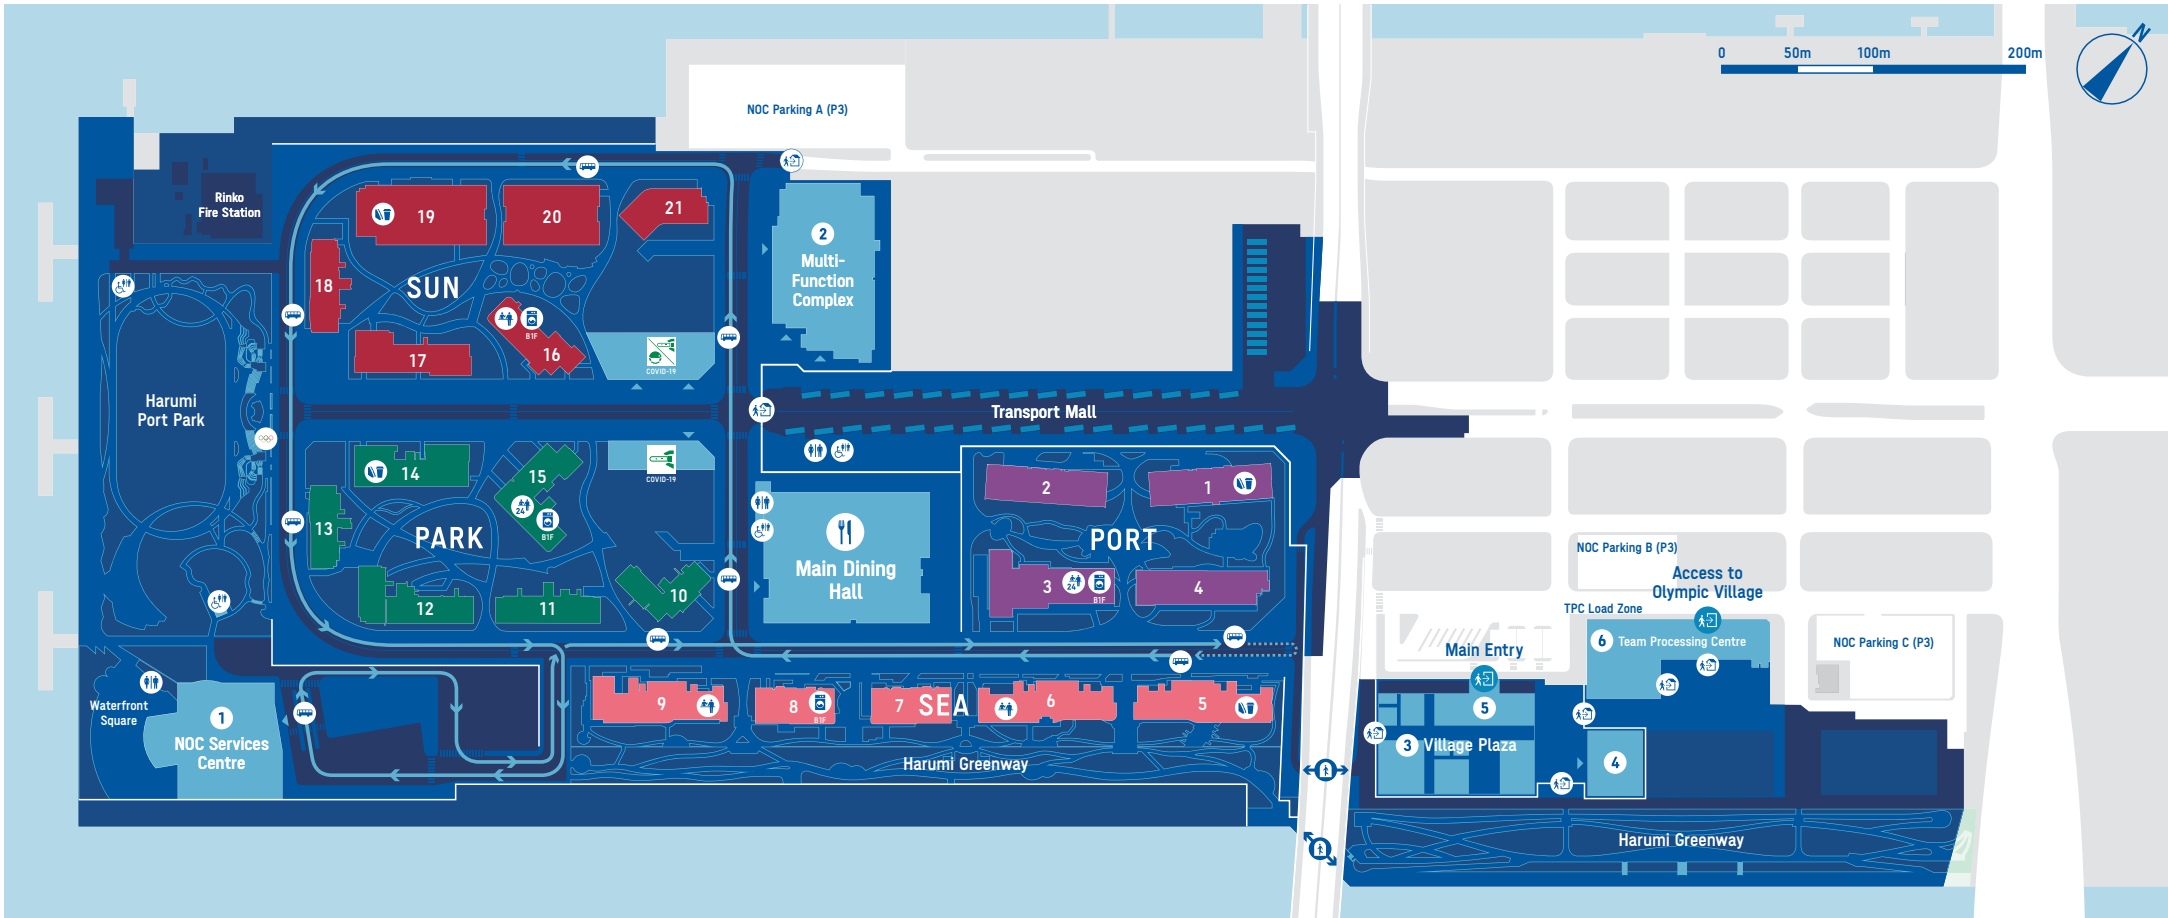 0 50m 100m 200m
N
NOC Parking A (P3)
Rinko
Fire Station
19
20
21
18
SUN
17
16
B1F
COVID-19
2
Multi-
Function
Complex
Harumi
Port Park
Transport Mall
14
15
13
24
B1F
PARK
12
11
10
COVID-19
Main Dining
Hall
2
1
PORT
3
24
B1F
4
NOC Parking B (P3)
Access to
Olympic Village
TPC Load Zone
6 Team Processing Centre
NOC Parking C (P3)
Main Entry
5
3 Village Plaza
4
Waterfront
Square
1
NOC Services
Centre
9
8
B1F
7
SEA
6
5
Harumi Greenway
Harumi Greenway